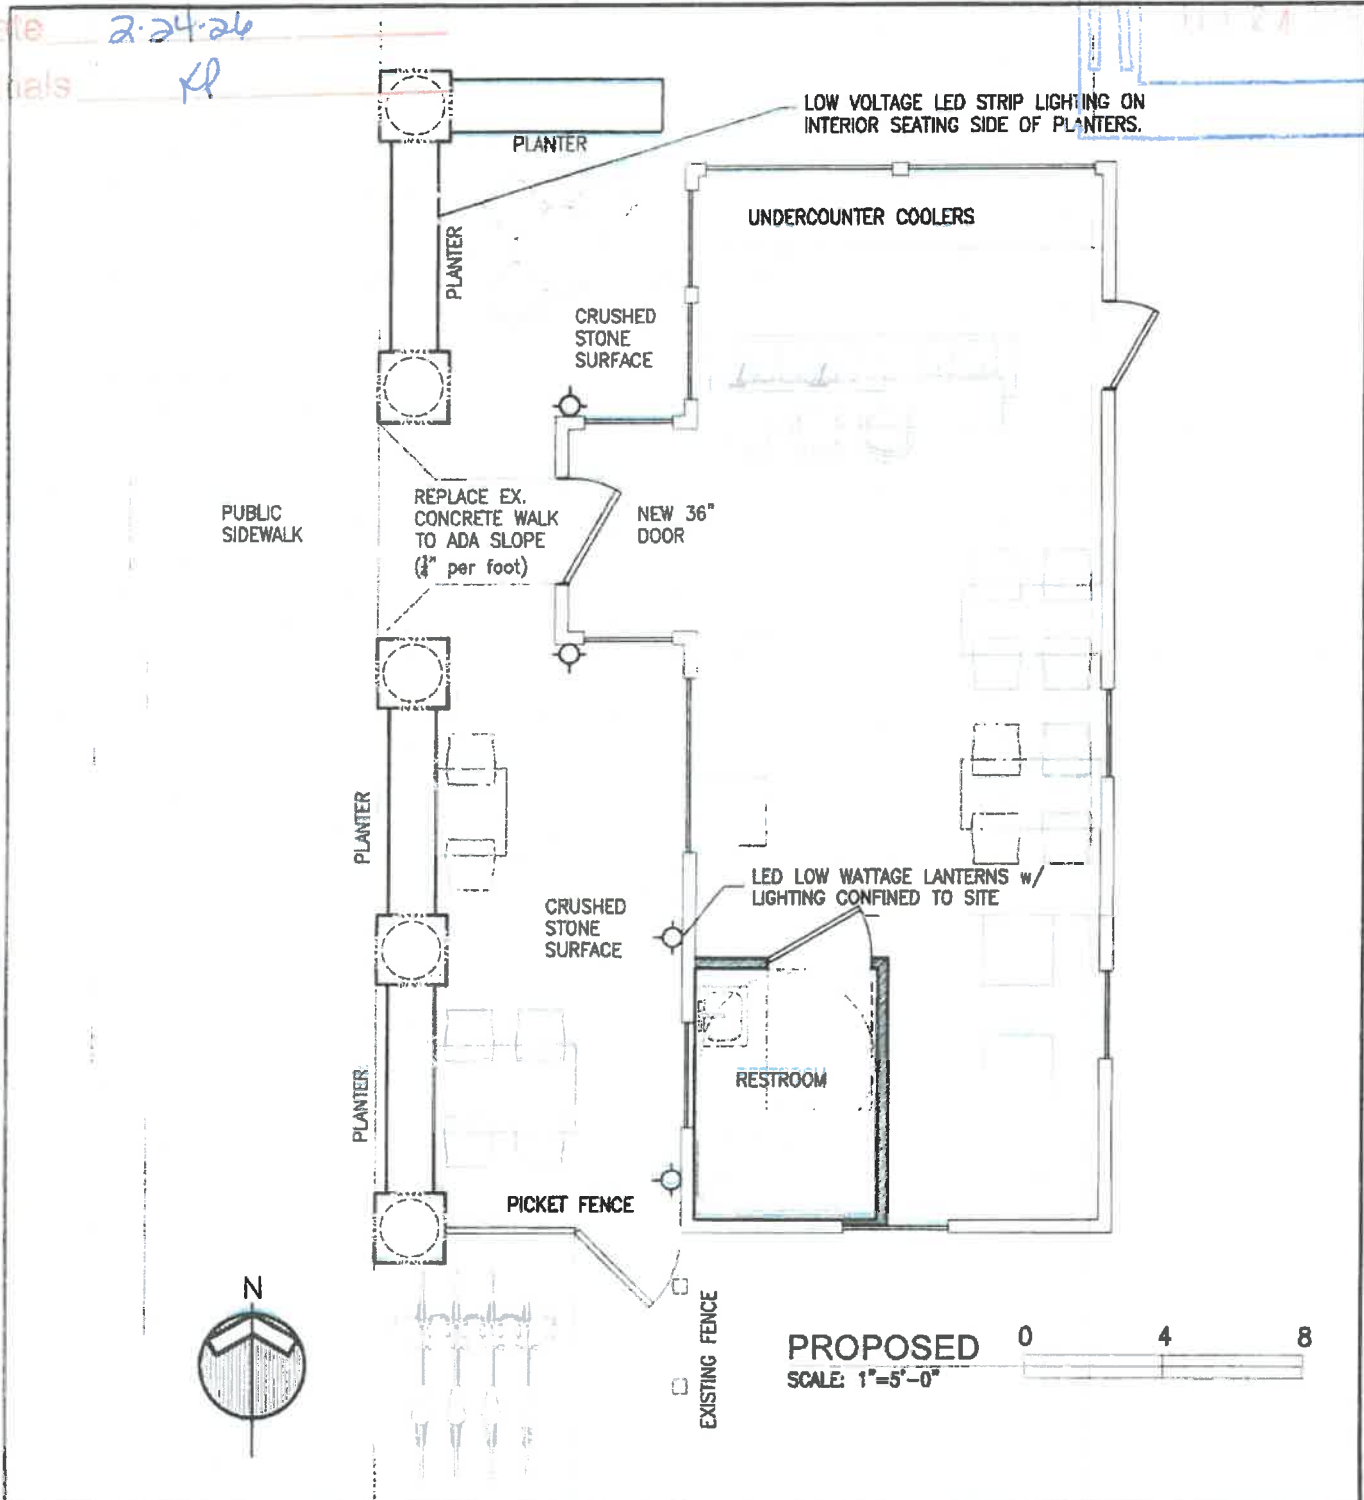 2-24-26
KP
LOW VOLTAGE LED STRIP LIGHTING ON
INTERIOR SEATING SIDE OF PLANTERS.
PLANTER
PLANTER
UNDERCOUNTER COOLERS
CRUSHED
STONE
SURFACE
PUBLIC
SIDEWALK
REPLACE EX.
CONCRETE WALK
TO ADA SLOPE
per foot)
NEW 36"
DOOR
PLANTER
LED LOW WATTAGE LANTERNS w/
LIGHTING CONFINED TO SITE
CRUSHED
STONE
SURFACE
PLANTER
RESTROOM
PICKET FENCE
N
EXISTING FENCE
PROPOSED
SCALE: 1"=5'-0"
0 4 8